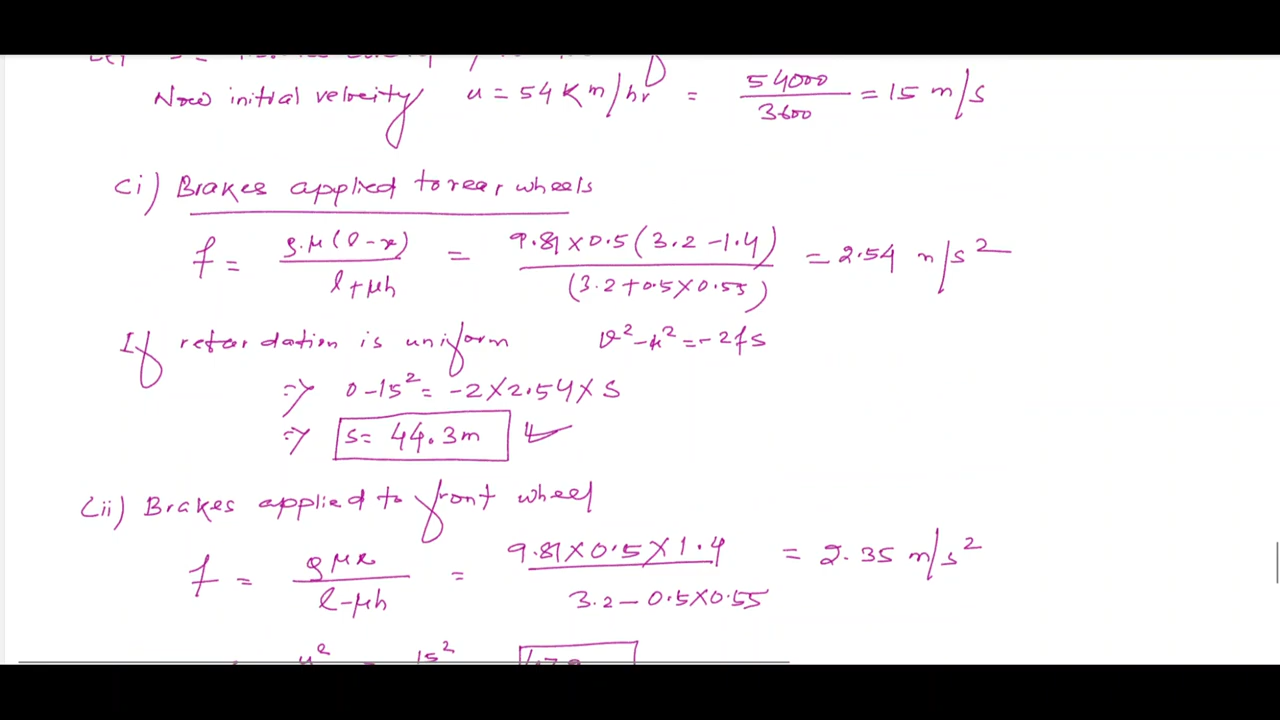 Now initial velocity u = 54 Km/hr = 54000/3600 = 15 m/s
(i) Brakes applied to rear wheels
f = g.μ(l-x)/l+μh = 9.81×0.5(3.2-1.4)/(3.2+0.5×0.55) = 2.54 m/s²
If retardation is uniform v²-u² = -2fs
⇒ 0-15² = -2×2.54×S
⇒ S= 44.3m
(ii) Brakes applied to front wheel
f = gμx/l-μh = 9.81×0.5×1.4/3.2-0.5×0.55 = 2.35 m/s²
u² = 15²